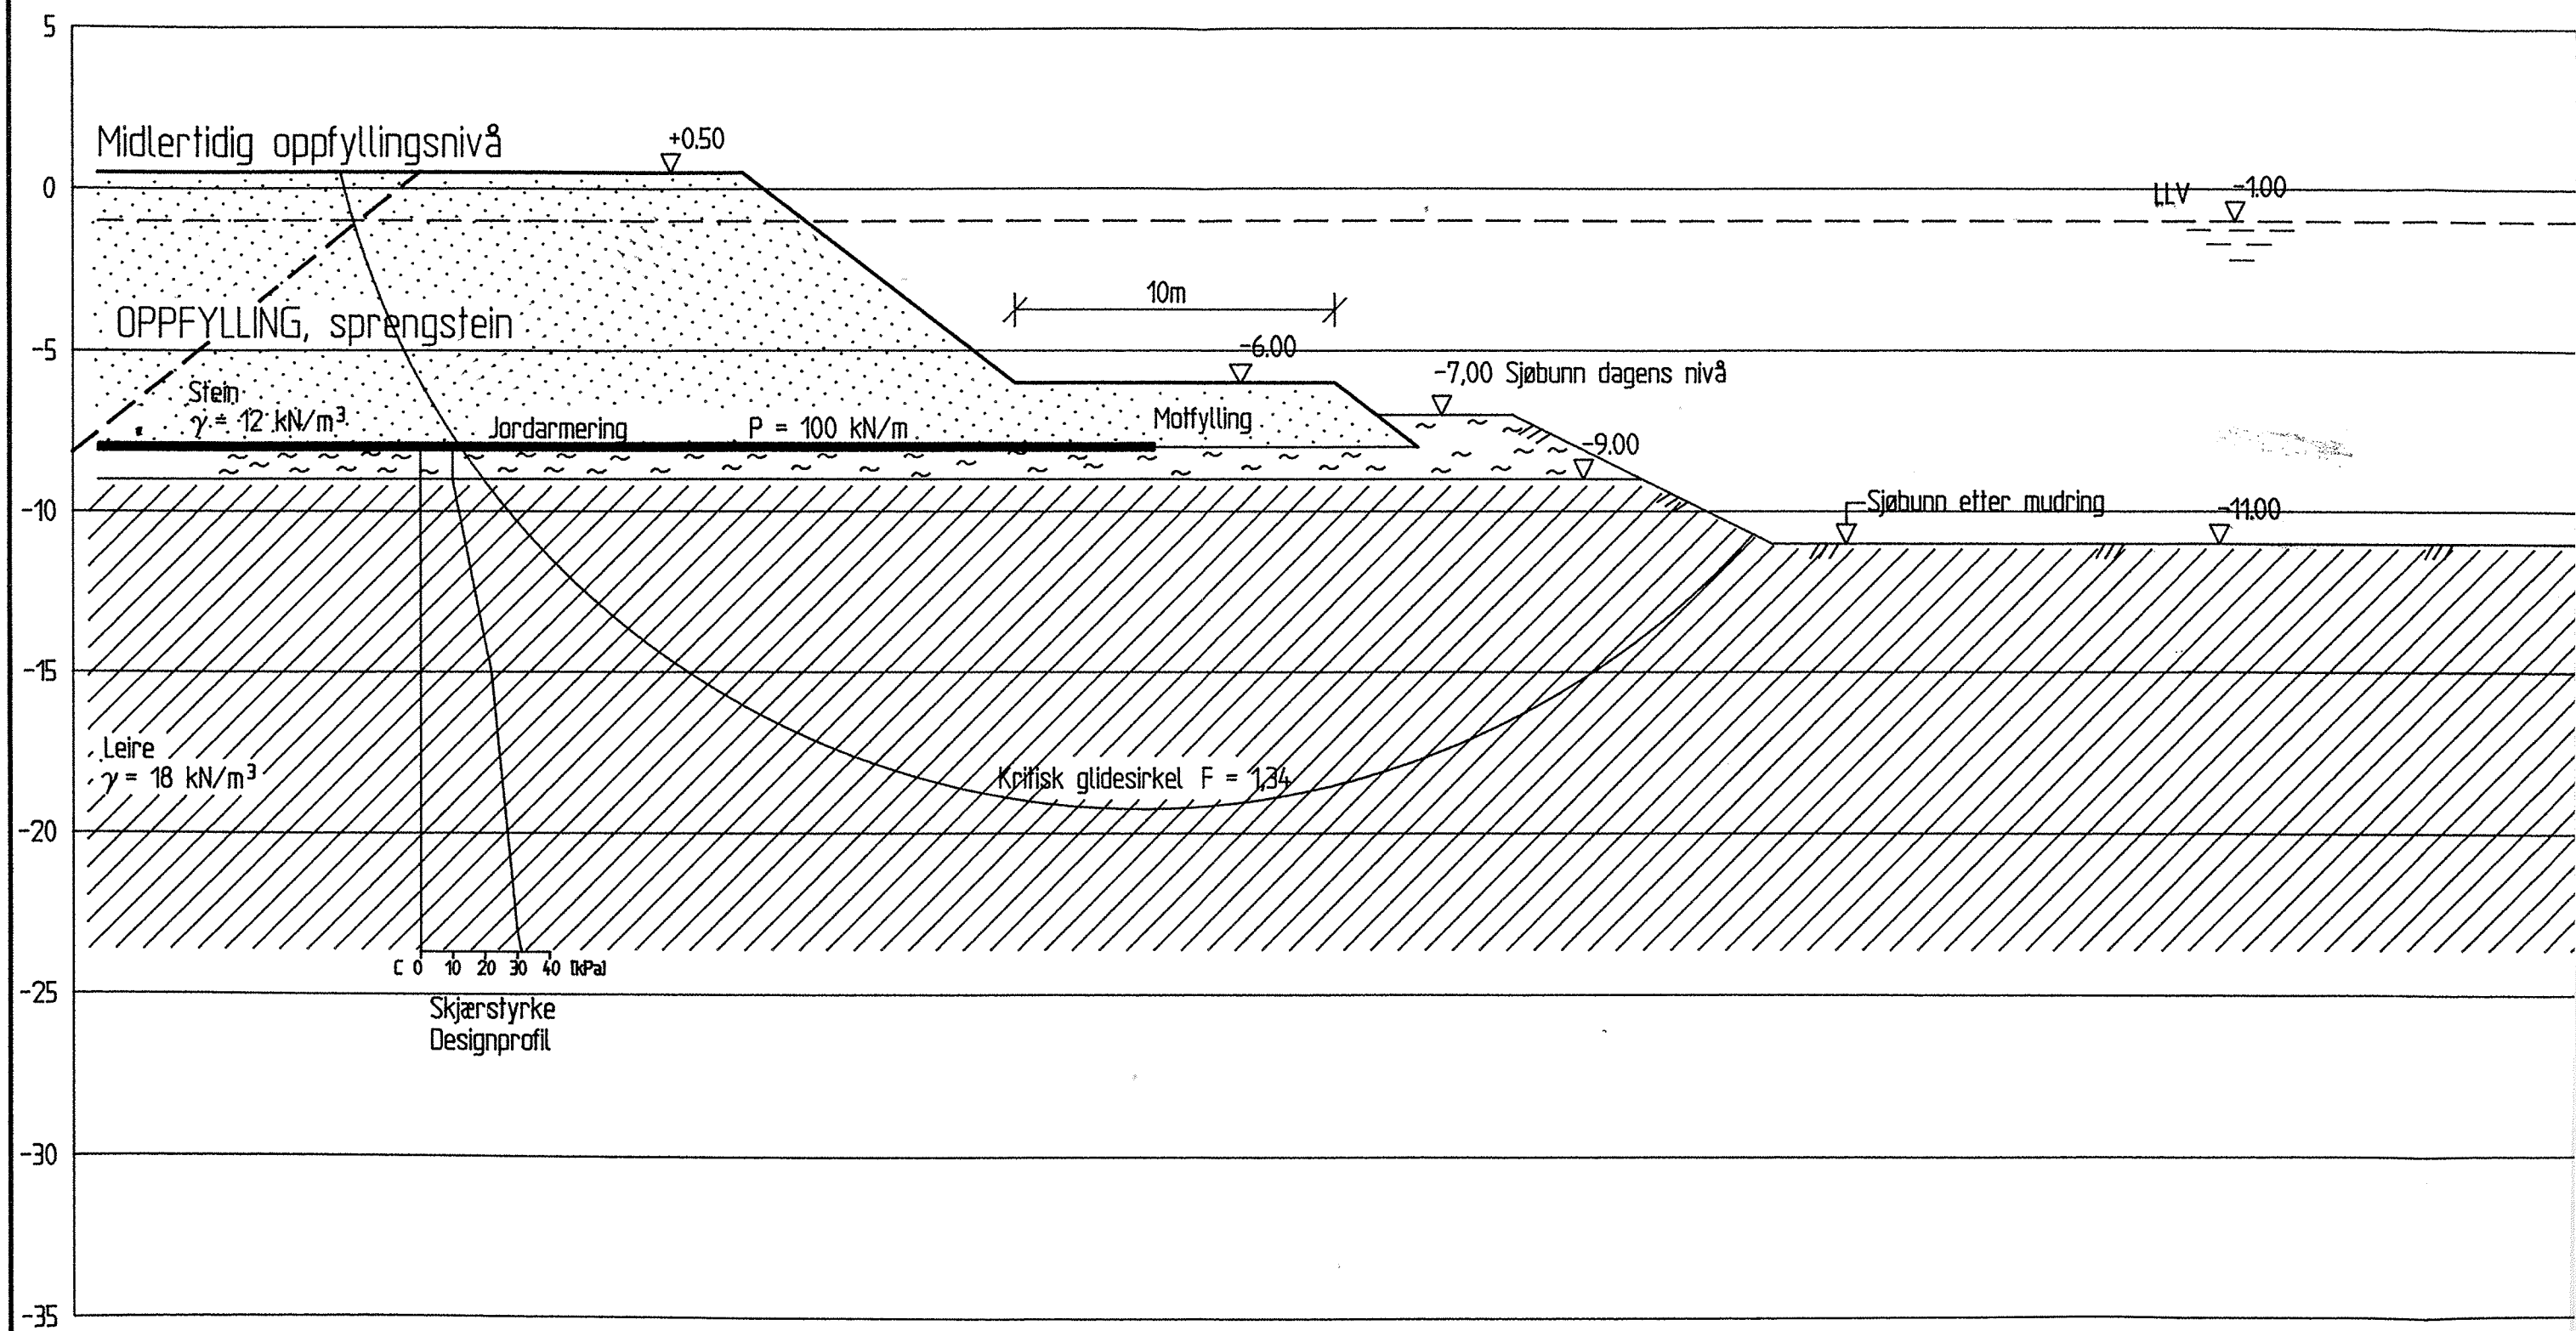 5
Midlertidig oppfyllingsnivå
+0.50
0
LLV -1.00
10m
OPPFYLLING, sprengstein
-5
-6.00
-7,00 Sjøbunn dagens nivå
Stein
γ = 12 kN/m³
Jordarmering
P = 100 kN/m
Motfylling
-9.00
-10
Sjøbunn etter mudring
-11.00
-15
Leire
γ = 18 kN/m³
Kritisk glidesirkel F = 1,34
-20
C 0 10 20 30 40 [kPa]
-25
Skjærstyrke
Designprofil
-30
-35